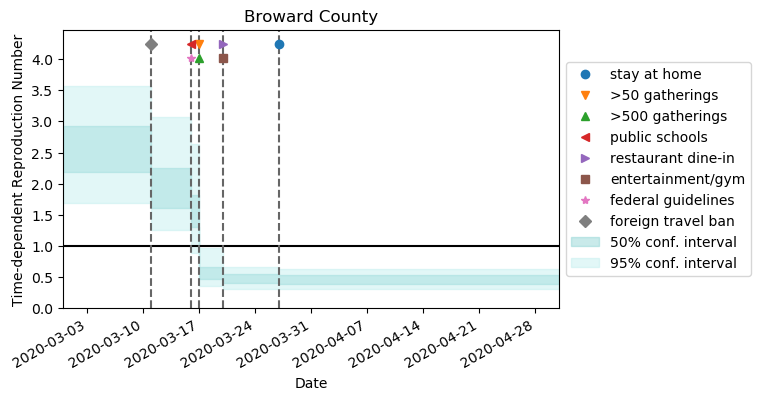 Broward County
Time-dependent Reproduction Number
4.0
3.5
3.0
2.5
2.0
1.5
1.0
0.5
0.0
2020-03-03
2020-03-10
2020-03-17
2020-03-24
2020-03-31
2020-04-07
2020-04-14
2020-04-21
2020-04-28
Date
stay at home
>50 gatherings
>500 gatherings
public schools
restaurant dine-in
entertainment/gym
federal guidelines
foreign travel ban
50% conf. interval
95% conf. interval